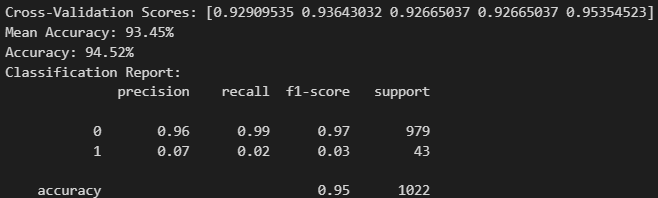 Cross-Validation Scores: [0.92909535 0.93643032 0.92665037 0.92665037 0.95354523]
Mean Accuracy: 93.45%
Accuracy: 94.52%
Classification Report:
precision recall f1-score support
0 0.96 0.99 0.97 979
1 0.07 0.02 0.03 43
accuracy 0.95 1022